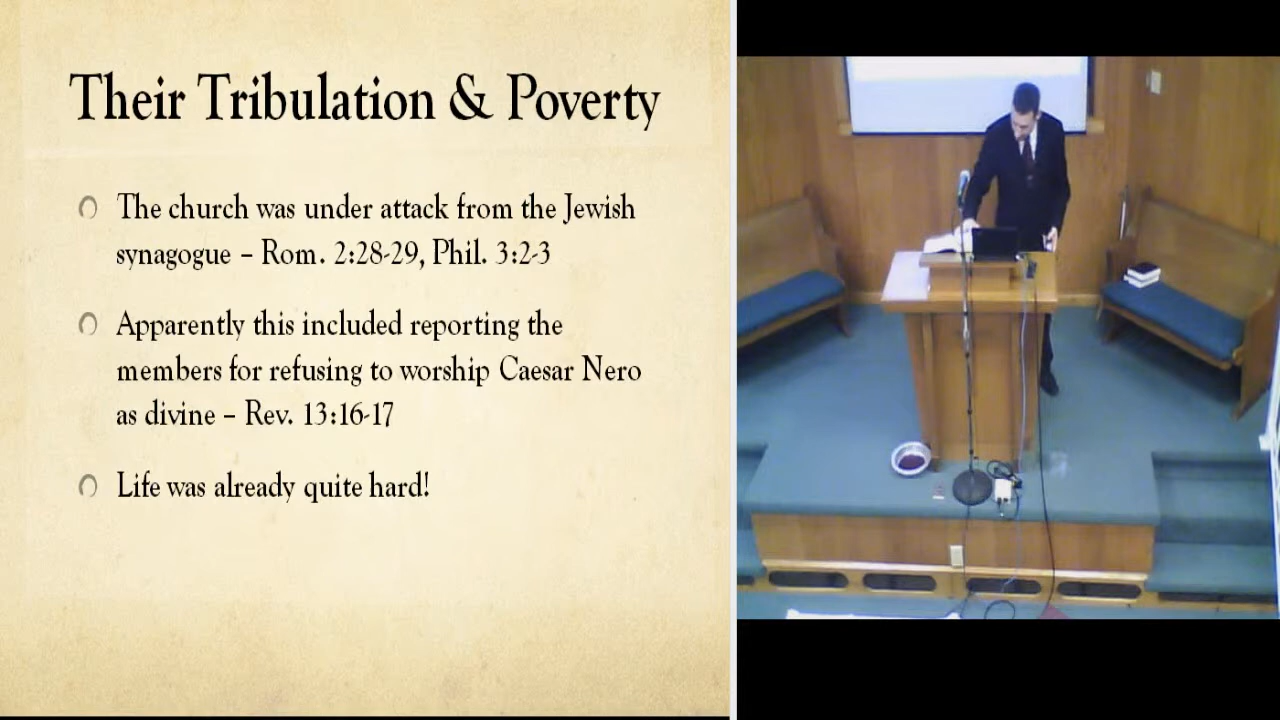 Their Tribulation & Poverty
The church was under attack from the Jewish
synagogue – Rom. 2:28-29, Phil. 3:2-3
Apparently this included reporting the
members for refusing to worship Caesar Nero
as divine – Rev. 13:16-17
Life was already quite hard!